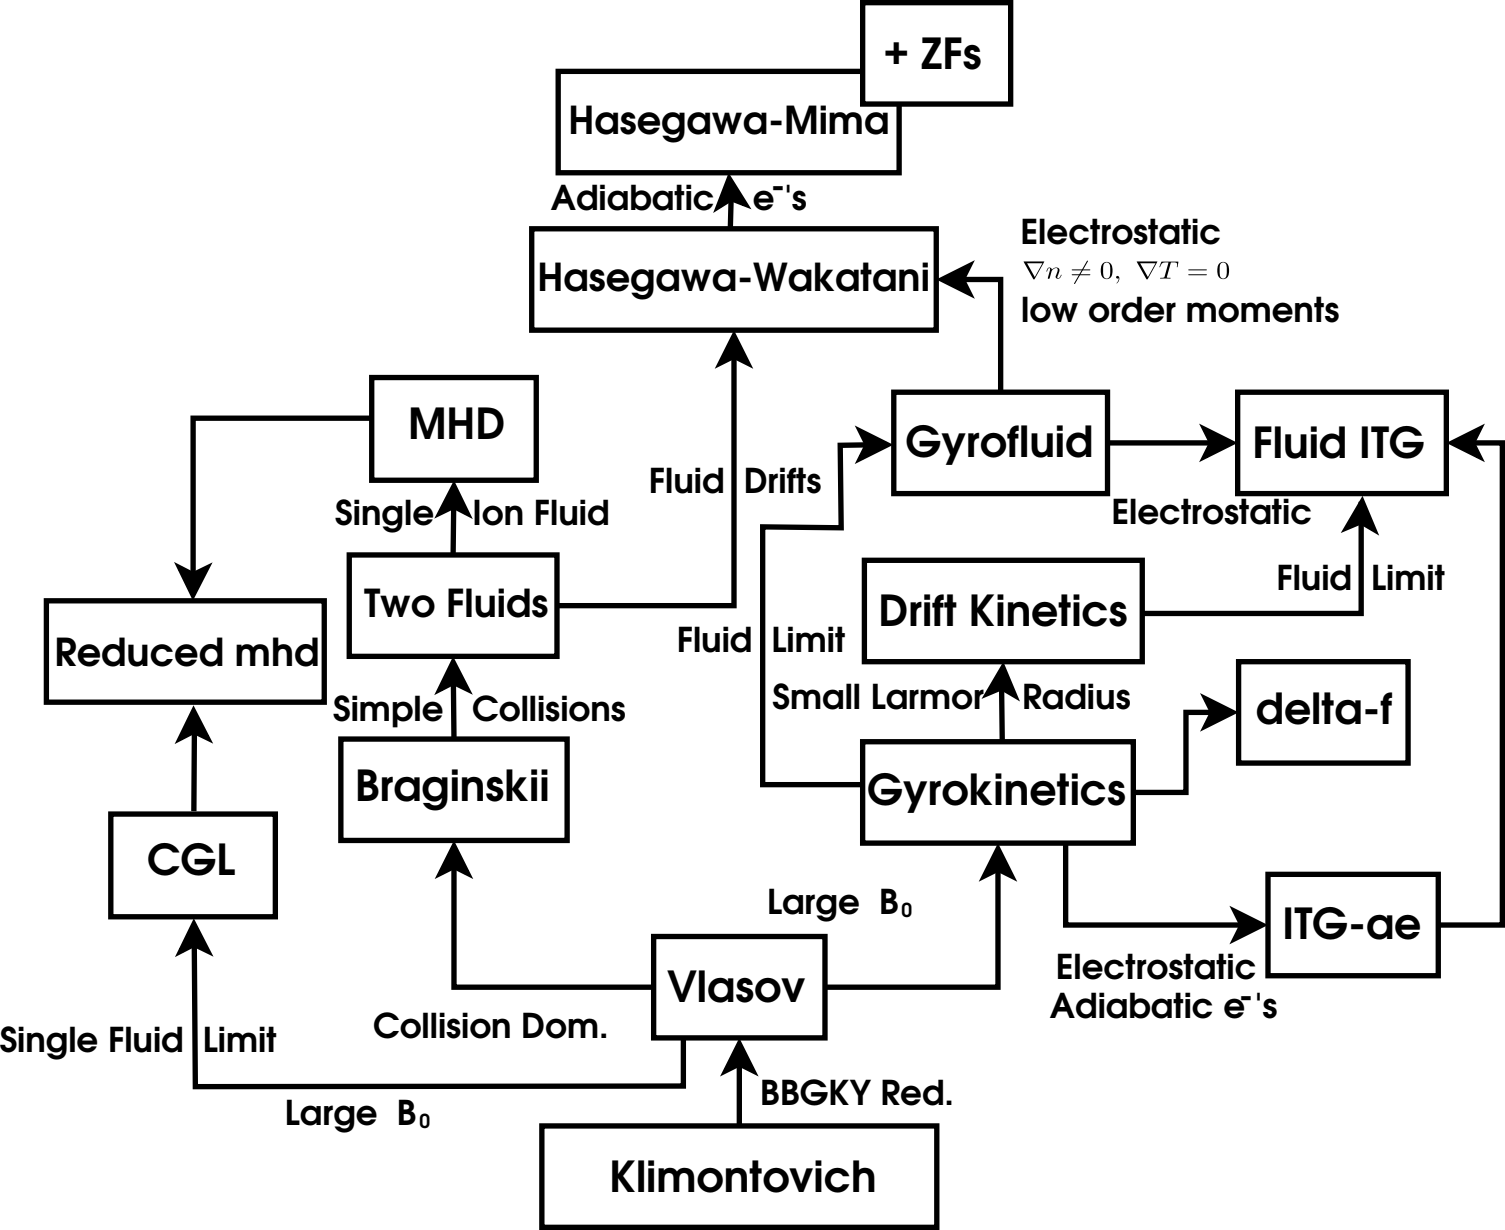 + ZFs
Hasegawa-Mima
Adiabatic e⁻'s
Hasegawa-Wakatani
Electrostatic
∇n ≠ 0, ∇T = 0
low order moments
MHD
Gyrofluid
Fluid ITG
Fluid Drifts
Single Ion Fluid
Electrostatic
Fluid Limit
Two Fluids
Drift Kinetics
Reduced mhd
Fluid Limit
Small Larmor Radius
Simple Collisions
delta-f
Braginskii
Gyrokinetics
CGL
Large B₀
ITG-ae
Vlasov
Electrostatic
Adiabatic e⁻'s
Collision Dom.
Single Fluid Limit
BBGKY Red.
Large B₀
Klimontovich